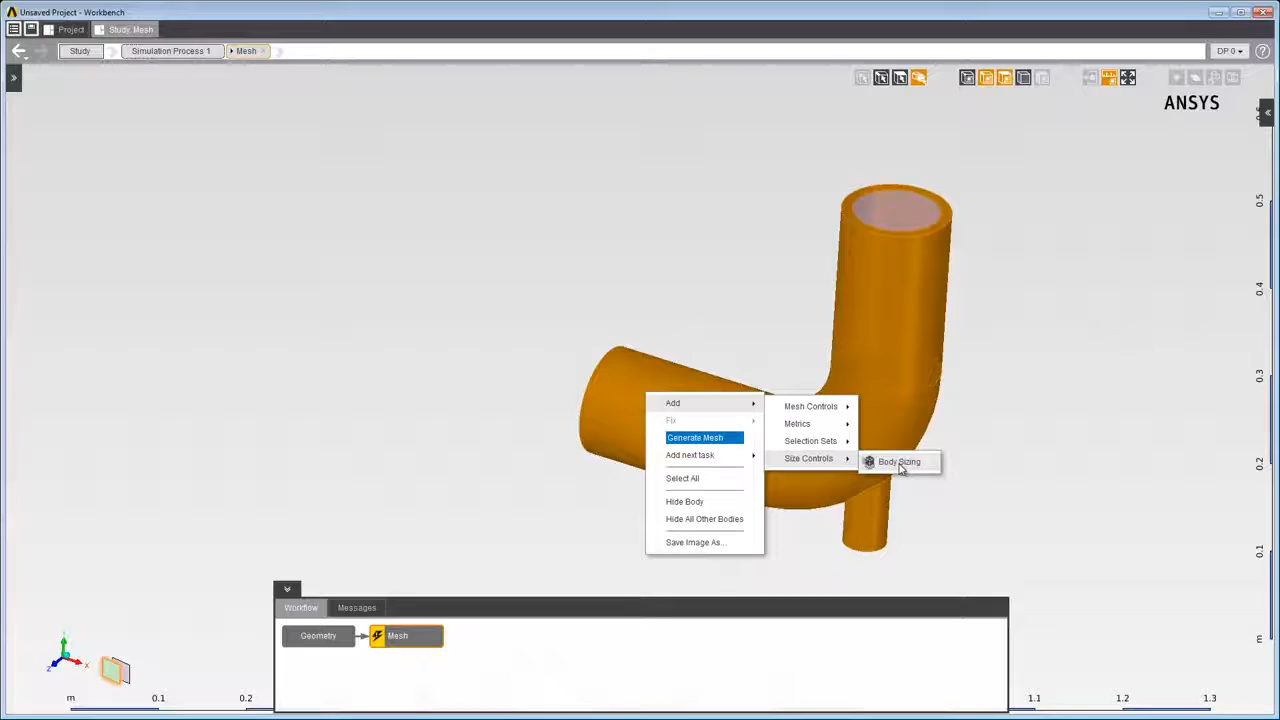 Unsaved Project - Workbench
Project
Study, Mesh
Study
Simulation Process 1
Mesh
DP 0
ANSYS
0.5
0.4
0.3
0.2
0.1
m
Add
Fix
Generate Mesh
Add next task
Select All
Hide Body
Hide All Other Bodies
Save Image As...
Mesh Controls
Metrics
Selection Sets
Size Controls
Body Sizing
Workflow
Messages
Geometry
Mesh
Y
Z
X
m
0.1
0.2
1.1
1.2
1.3